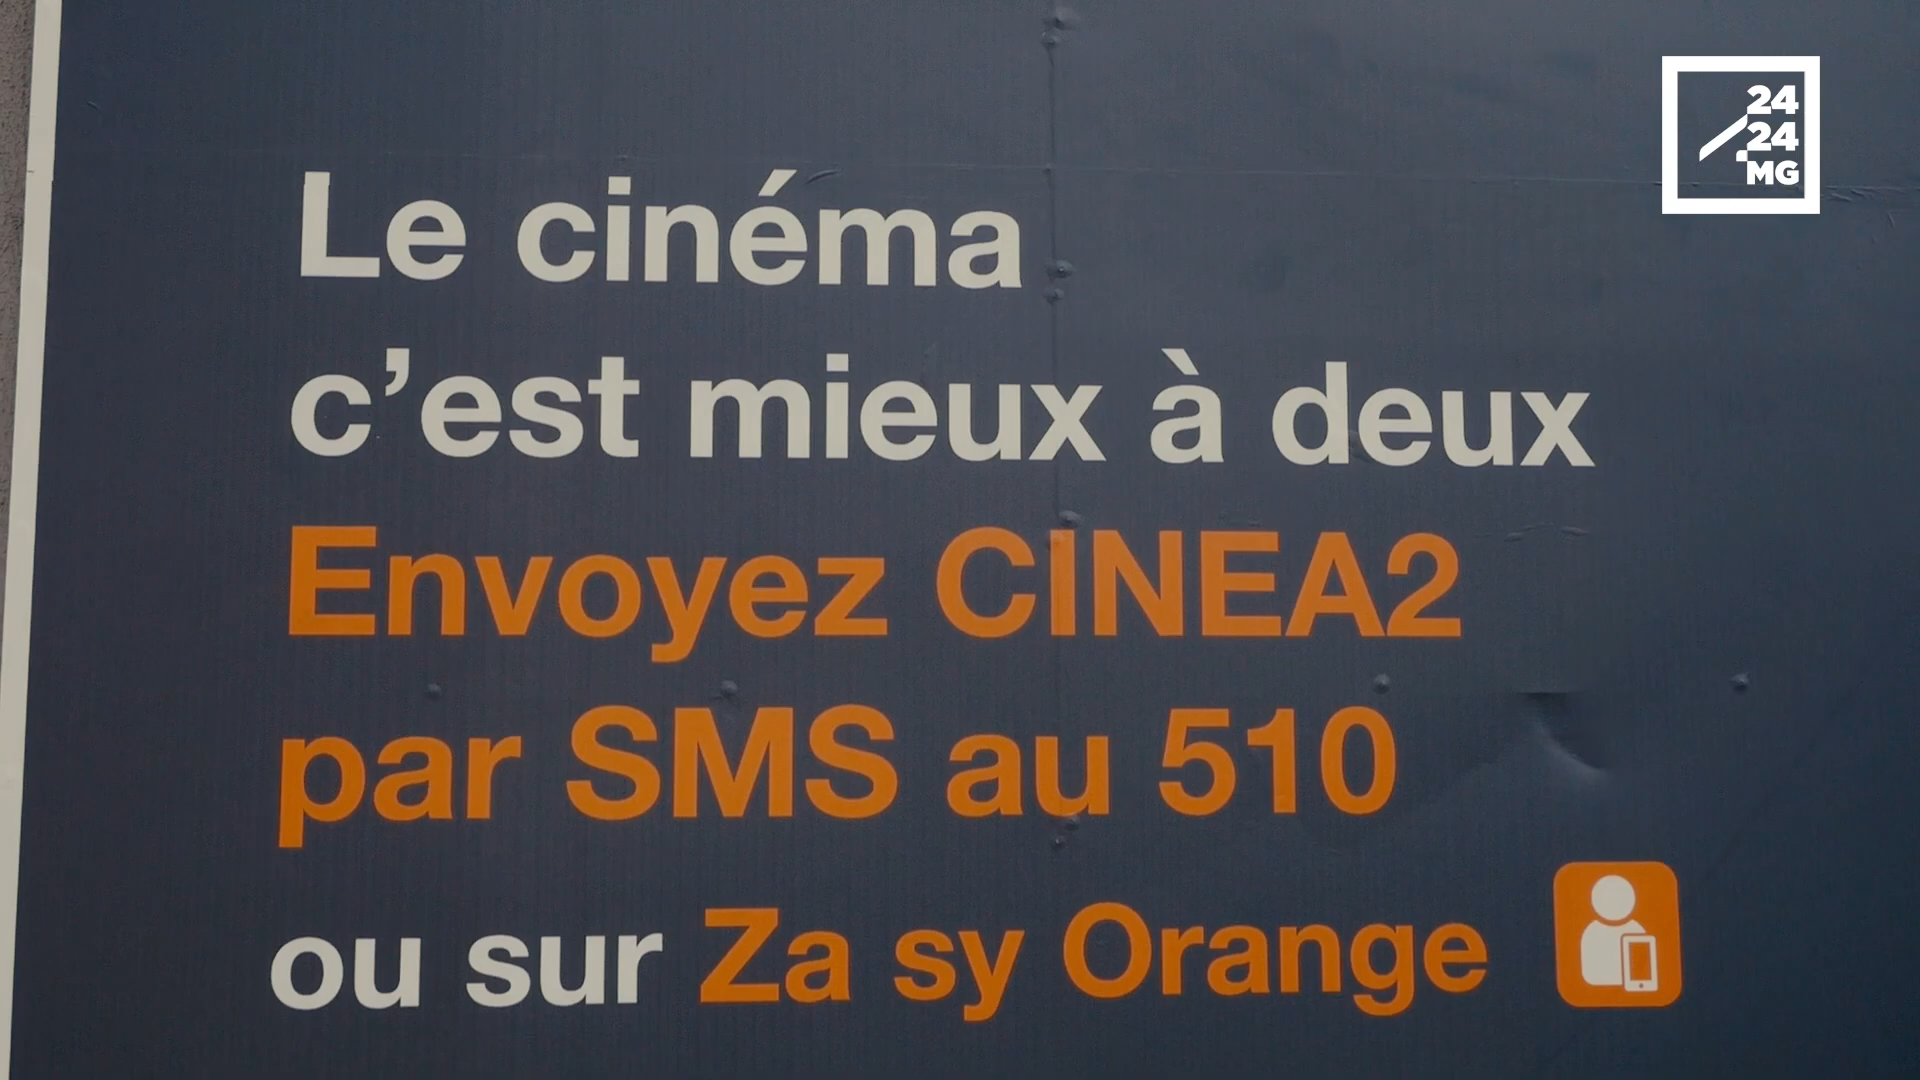 24
24
MG
Le cinéma
c’est mieux à deux
Envoyez CINEA2
par SMS au 510
ou sur Za sy Orange